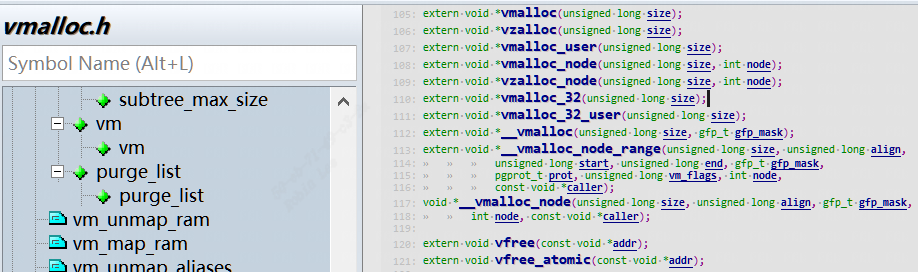 vmalloc.h
Symbol Name (Alt+L)
subtree_max_size
vm
vm
purge_list
purge_list
vm_unmap_ram
vm_map_ram
vm_unmap_aliases
105: extern void *vmalloc(unsigned long size);
106: extern void *vzalloc(unsigned long size);
107: extern void *vmalloc_user(unsigned long size);
108: extern void *vmalloc_node(unsigned long size, int node);
109: extern void *vzalloc_node(unsigned long size, int node);
110: extern void *vmalloc_32(unsigned long size);
111: extern void *vmalloc_32_user(unsigned long size);
112: extern void *__vmalloc(unsigned long size, gfp_t gfp_mask);
113: extern void *__vmalloc_node_range(unsigned long size, unsigned long align,
114: » » » unsigned long start, unsigned long end, gfp_t gfp_mask,
115: » » » pgprot_t prot, unsigned long vm_flags, int node,
116: » » » const void *caller);
117: void *__vmalloc_node(unsigned long size, unsigned long align, gfp_t gfp_mask,
118: » » int node, const void *caller);
119:
120: extern void vfree(const void *addr);
121: extern void vfree_atomic(const void *addr);